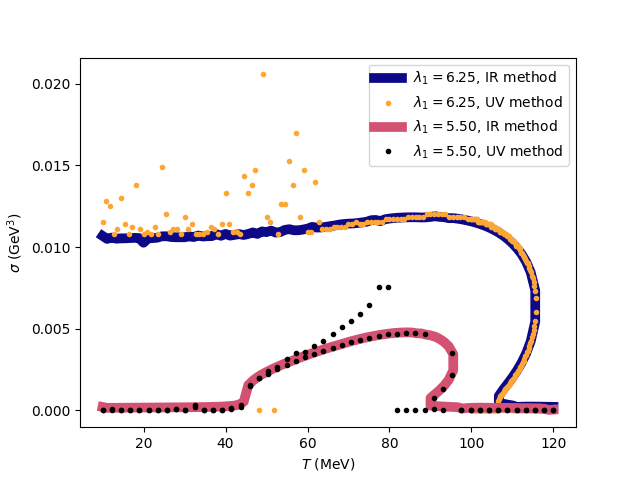 0.020
0.015
0.010
0.005
0.000
σ (GeV³)
λ₁ = 6.25, IR method
λ₁ = 6.25, UV method
λ₁ = 5.50, IR method
λ₁ = 5.50, UV method
20 40 60 80 100 120
T (MeV)